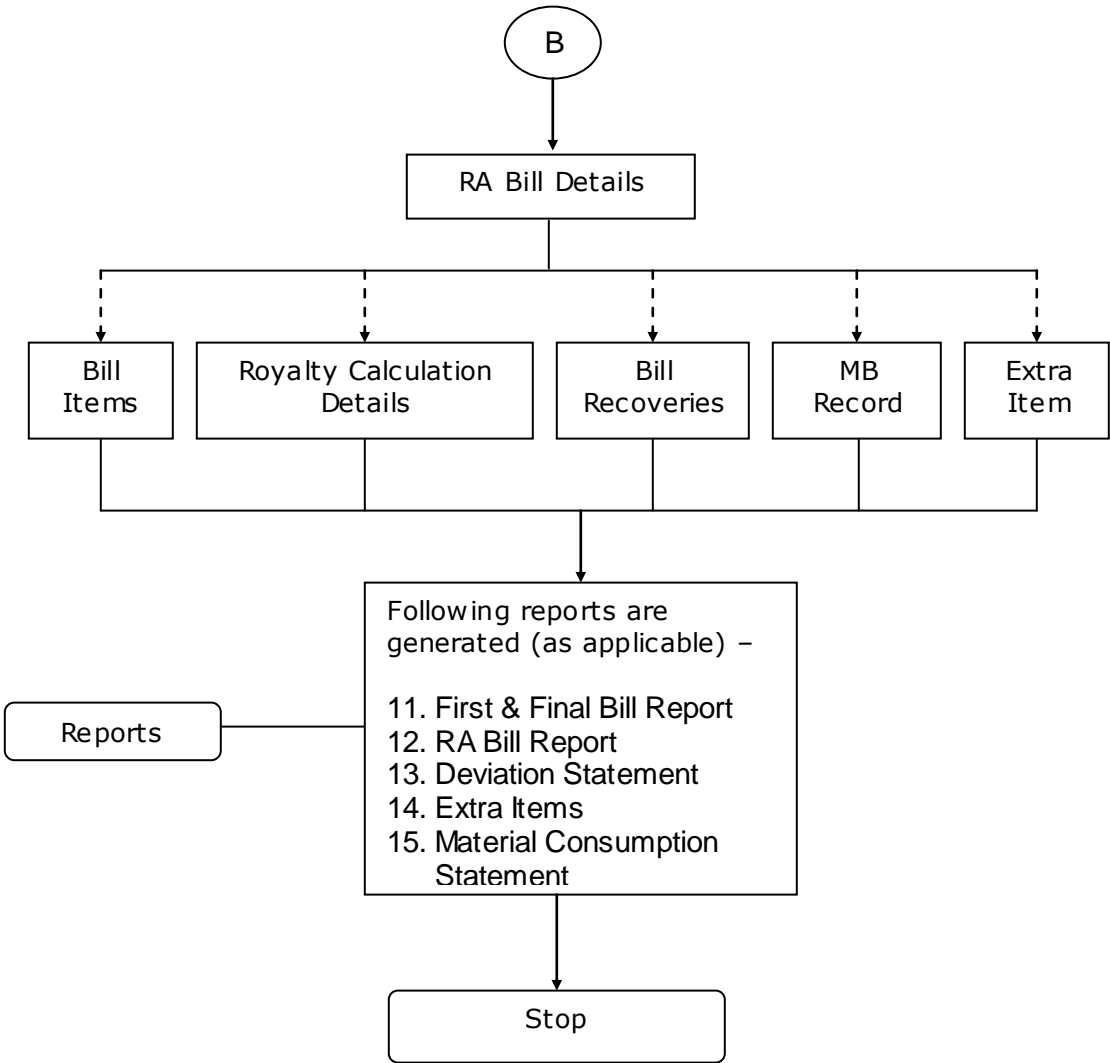 B
RA Bill Details
Bill
Items
Royalty Calculation
Details
Bill
Recoveries
MB
Record
Extra
Item
Following reports are
generated (as applicable) –
11. First & Final Bill Report
12. RA Bill Report
13. Deviation Statement
14. Extra Items
15. Material Consumption
Statement
Reports
Stop